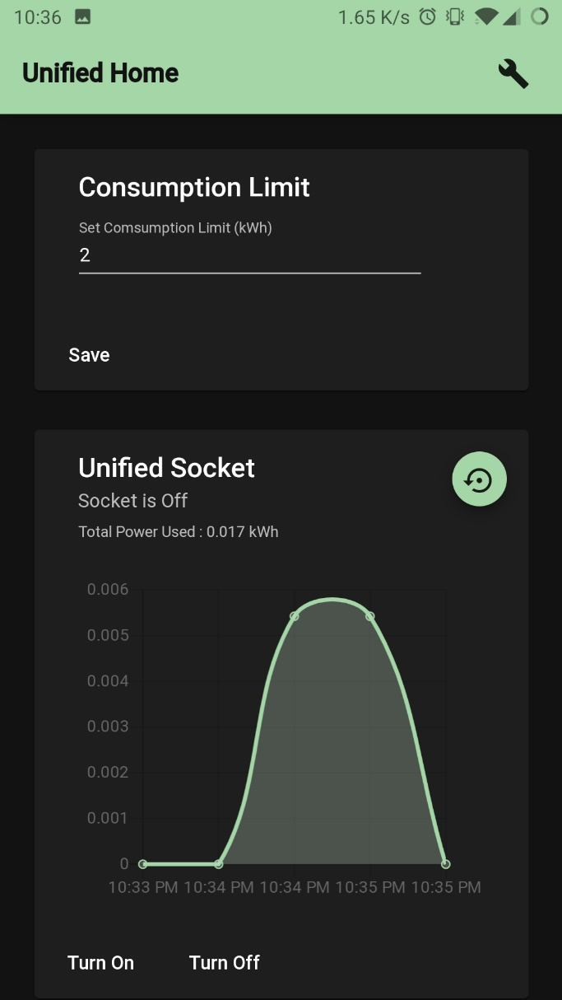 10:36 1.65 K/s
Unified Home
Consumption Limit
Set Comsumption Limit (kWh)
2
Save
Unified Socket
Socket is Off
Total Power Used : 0.017 kWh
0.006
0.005
0.004
0.003
0.002
0.001
0
10:33 PM 10:34 PM 10:34 PM 10:35 PM 10:35 PM
Turn On Turn Off